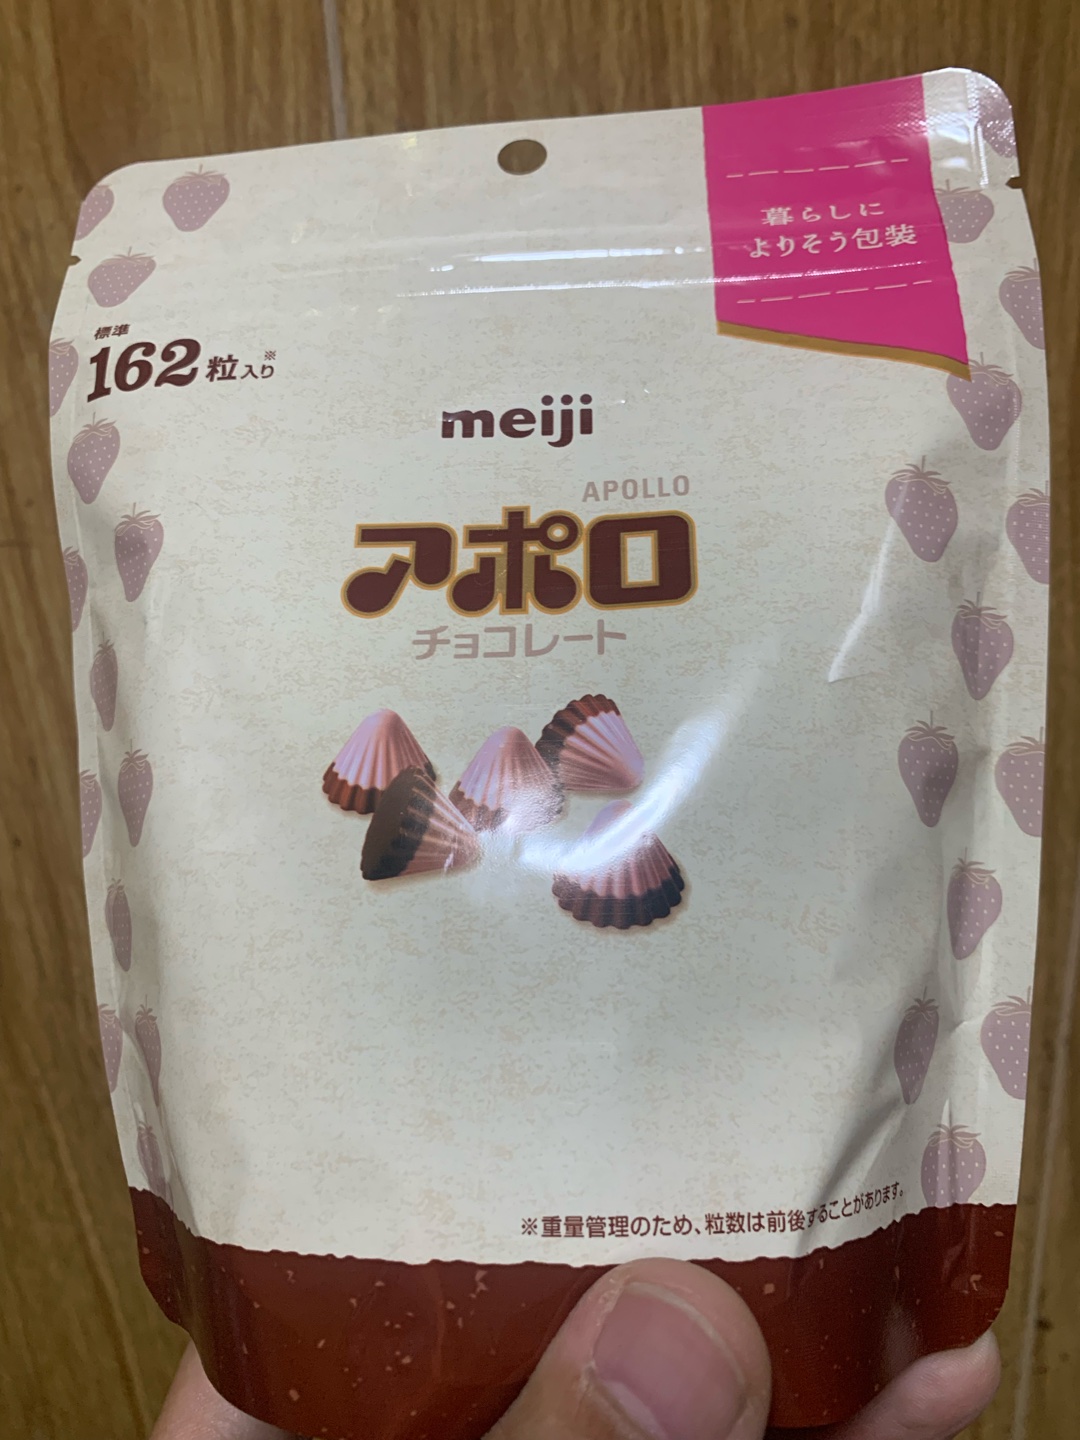 暮らしに
よりそう包装
標準
162粒入り※
meiji
APOLLO
アポロ
チョコレート
※重量管理のため、粒数は前後することがあります。